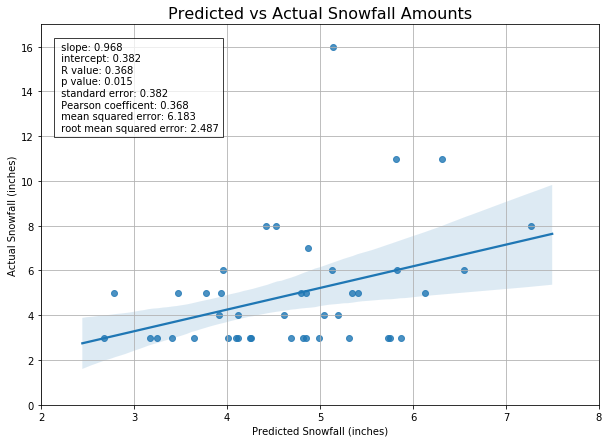 Predicted vs Actual Snowfall Amounts
slope: 0.968
intercept: 0.382
R value: 0.368
p value: 0.015
standard error: 0.382
Pearson coefficent: 0.368
mean squared error: 6.183
root mean squared error: 2.487
Actual Snowfall (inches)
16
14
12
10
8
6
4
2
0
2 3 4 5 6 7 8
Predicted Snowfall (inches)